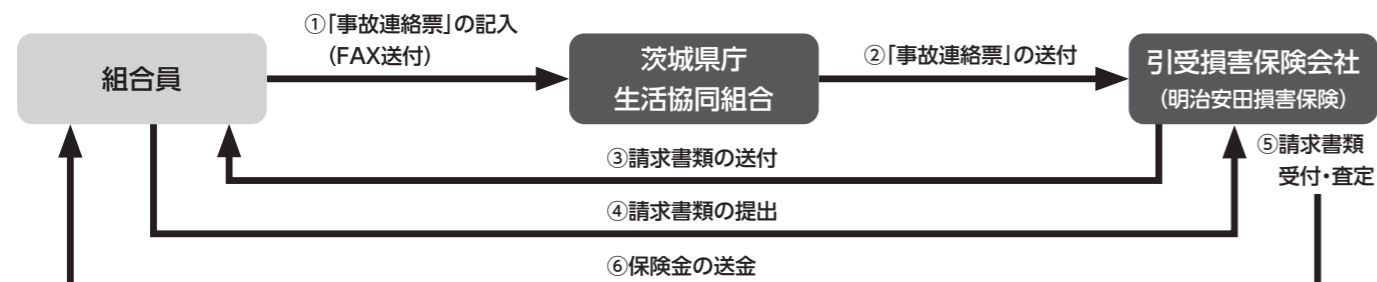 ①「事故連絡票」の記入
(FAX送付)
組合員
茨城県庁
生活協同組合
②「事故連絡票」の送付
引受損害保険会社
(明治安田損害保険)
③請求書類の送付
⑤請求書類
受付・査定
④請求書類の提出
⑥保険金の送金